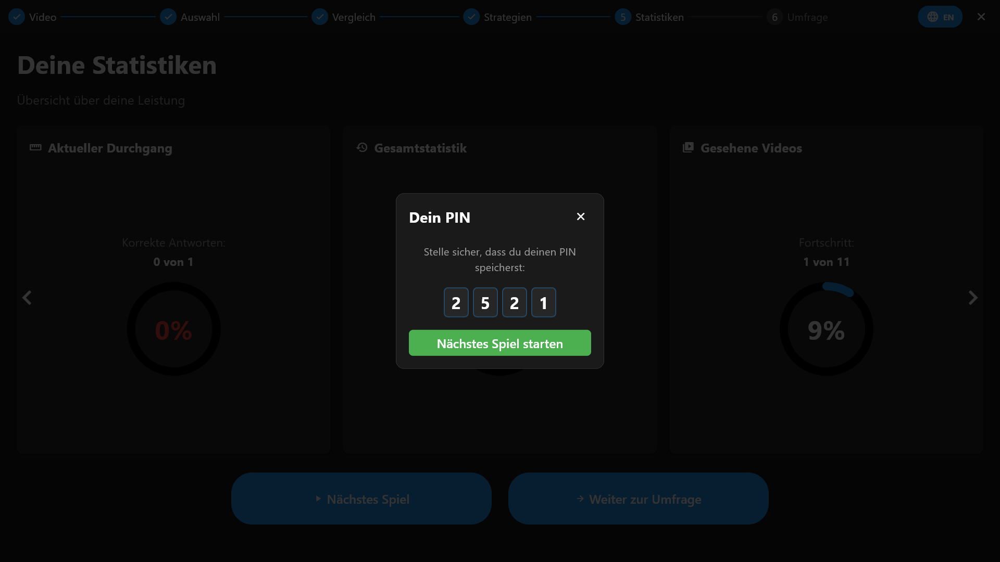 Video
Auswahl
Vergleich
Strategien
5 Statistiken
6 Umfrage
EN
Deine Statistiken
Übersicht über deine Leistung
Aktueller Durchgang
Gesamtstatistik
Gesehene Videos
Korrekte Antworten:
0 von 1
0%
Fortschritt:
1 von 11
9%
Dein PIN
Stelle sicher, dass du deinen PIN
speicherst:
2 5 2 1
Nächstes Spiel starten
Nächstes Spiel
Weiter zur Umfrage